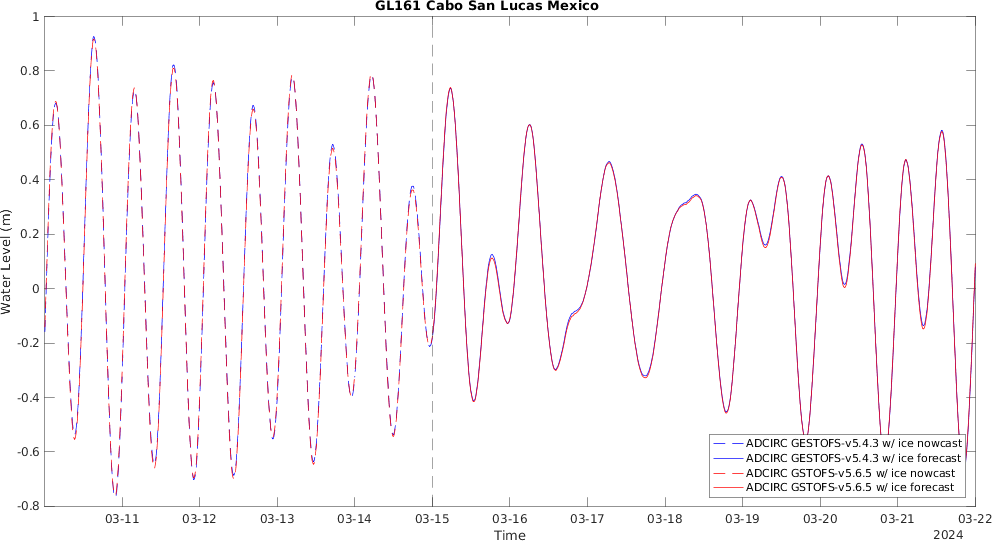 GL161 Cabo San Lucas Mexico
1
0.8
0.6
0.4
0.2
0
-0.2
-0.4
-0.6
-0.8
Water Level (m)
ADCIRC GESTOFS-v5.4.3 w/ ice nowcast
ADCIRC GESTOFS-v5.4.3 w/ ice forecast
ADCIRC GSTOFS-v5.6.5 w/ ice nowcast
ADCIRC GSTOFS-v5.6.5 w/ ice forecast
03-11 03-12 03-13 03-14 03-15 03-16 03-17 03-18 03-19 03-20 03-21 03-22
Time
2024